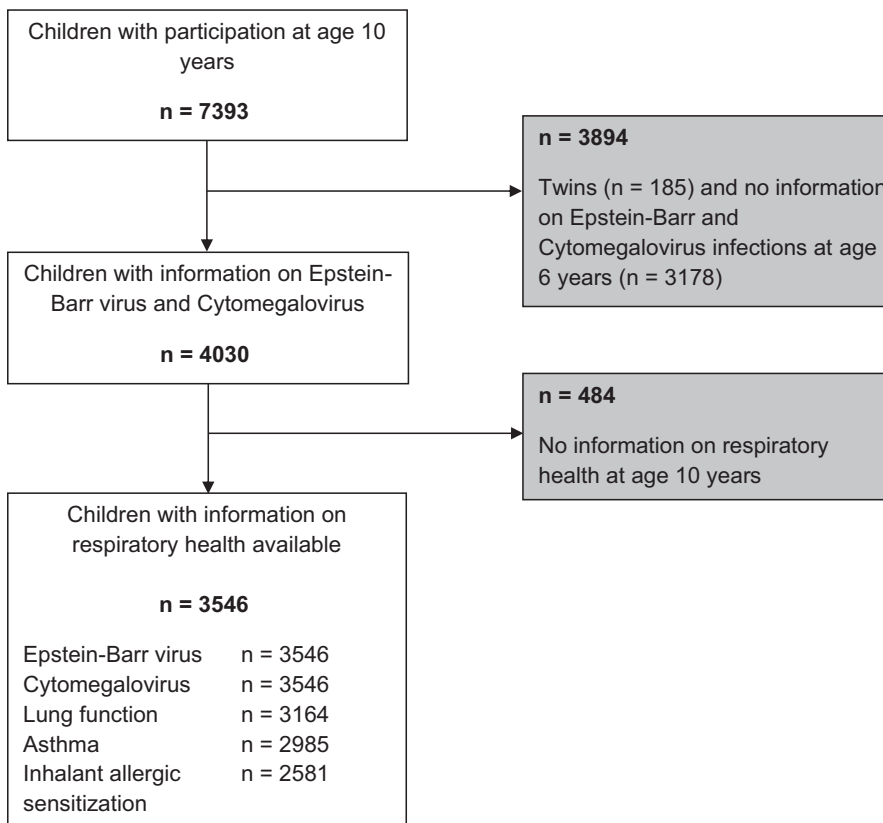 Children with participation at age 10
years
n = 7393
n = 3894
Twins (n = 185) and no information
on Epstein-Barr and
Cytomegalovirus infections at age
6 years (n = 3178)
Children with information on Epstein-
Barr virus and Cytomegalovirus
n = 4030
n = 484
No information on respiratory
health at age 10 years
Children with information on
respiratory health available
n = 3546
Epstein-Barr virus n = 3546
Cytomegalovirus n = 3546
Lung function n = 3164
Asthma n = 2985
Inhalant allergic n = 2581
sensitization